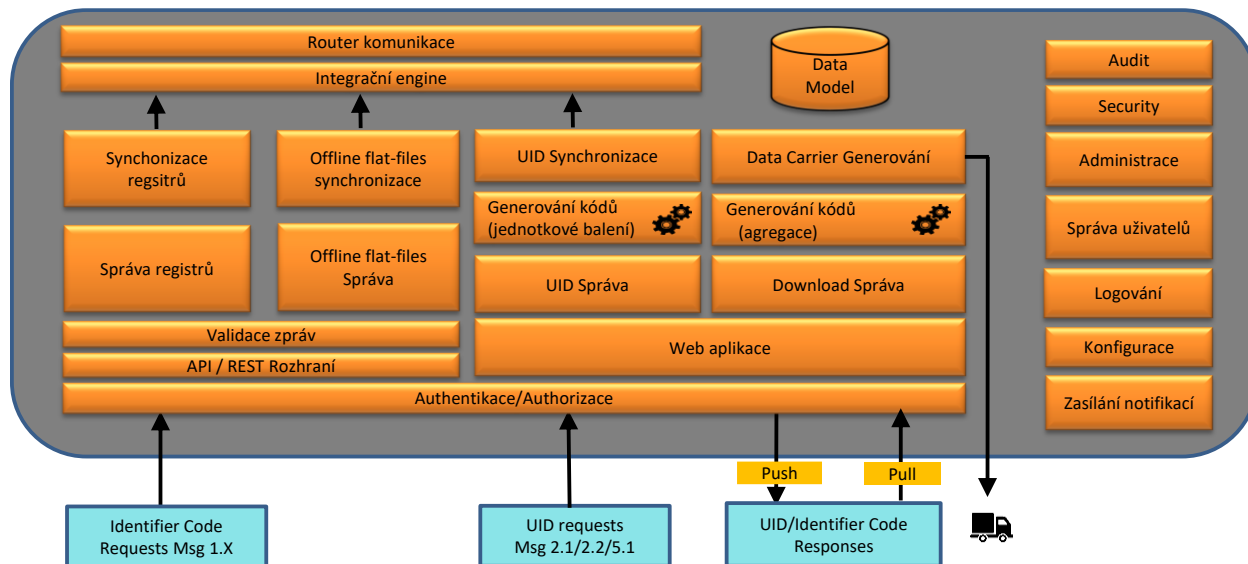 Router komunikace
Integrační engine
Data
Model
Audit
Security
Synchonizace
regsitrů
Offline flat-files
synchronizace
UID Synchronizace
Data Carrier Generování
Administrace
Generování kódů
(jednotkové balení)
Generování kódů
(agregace)
Správa registrů
Offline flat-files
Správa
UID Správa
Download Správa
Správa uživatelů
Logování
Validace zpráv
API / REST Rozhraní
Web aplikace
Konfigurace
Authentikace/Authorizace
Zasílání notifikací
Push
Pull
Identifier Code
Requests Msg 1.X
UID requests
Msg 2.1/2.2/5.1
UID/Identifier Code
Responses